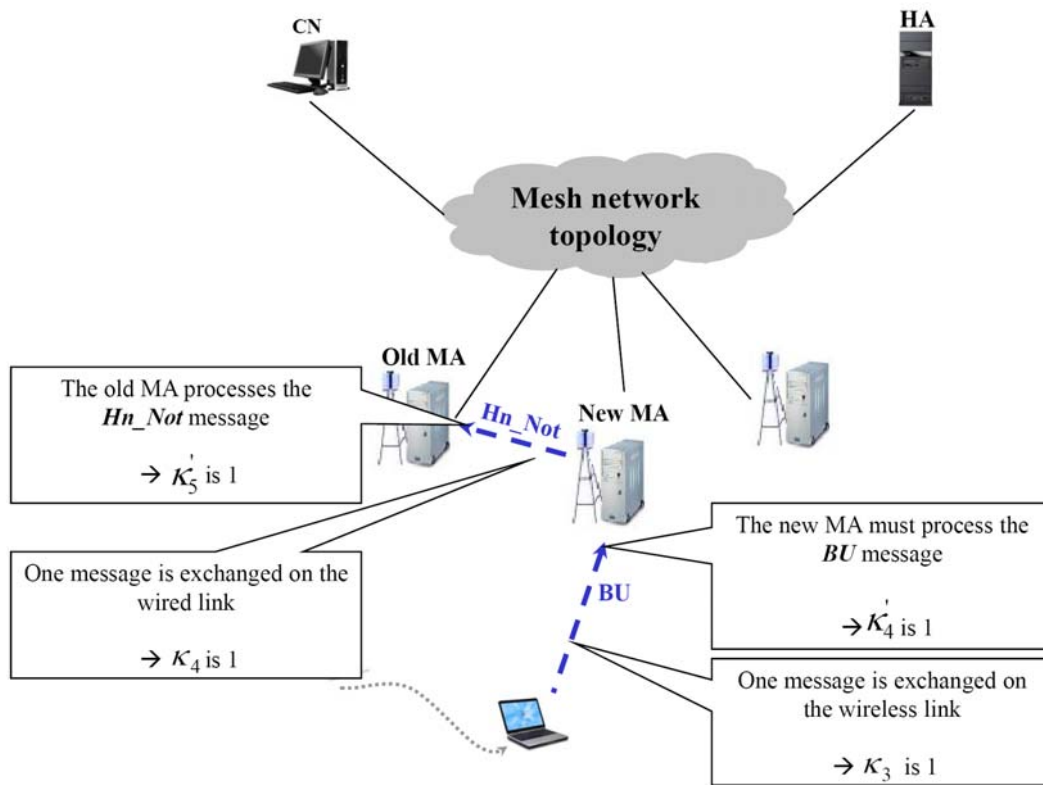 CN
HA
Mesh network
topology
Old MA
The old MA processes the
Hn_Not message
→ κ'₅ is 1
Hn_Not
New MA
The new MA must process the
BU message
→ κ'₄ is 1
One message is exchanged on the
wired link
→ κ₄ is 1
BU
One message is exchanged on
the wireless link
→ κ₃ is 1